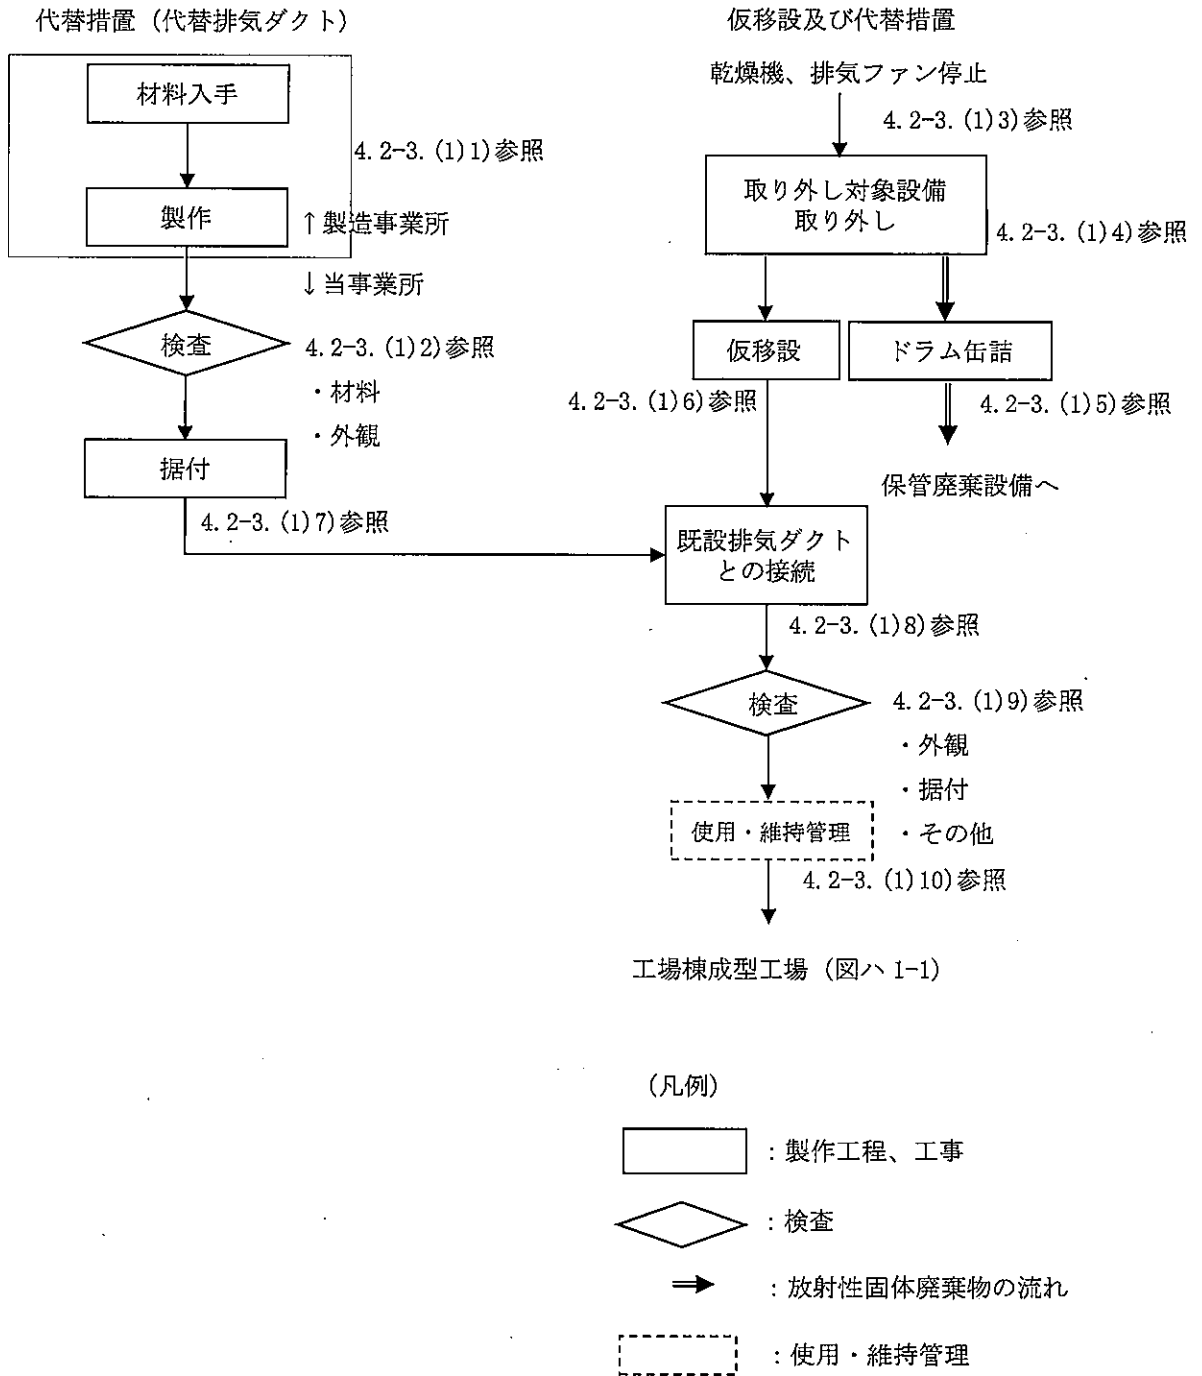 代替措置（代替排気ダクト）
材料入手
4.2-3.(1)1)参照
製作
↑製造事業所
↓当事業所
検査
4.2-3.(1)2)参照
・材料
・外観
据付
4.2-3.(1)7)参照
仮移設及び代替措置
乾燥機、排気ファン停止
4.2-3.(1)3)参照
取り外し対象設備
取り外し
4.2-3.(1)4)参照
仮移設
ドラム缶詰
4.2-3.(1)6)参照
4.2-3.(1)5)参照
保管廃棄設備へ
既設排気ダクト
との接続
4.2-3.(1)8)参照
検査
4.2-3.(1)9)参照
・外観
・据付
・その他
使用・維持管理
4.2-3.(1)10)参照
工場棟成型工場（図ハ 1-1）
（凡例）
：製作工程、工事
：検査
：放射性固体廃棄物の流れ
：使用・維持管理